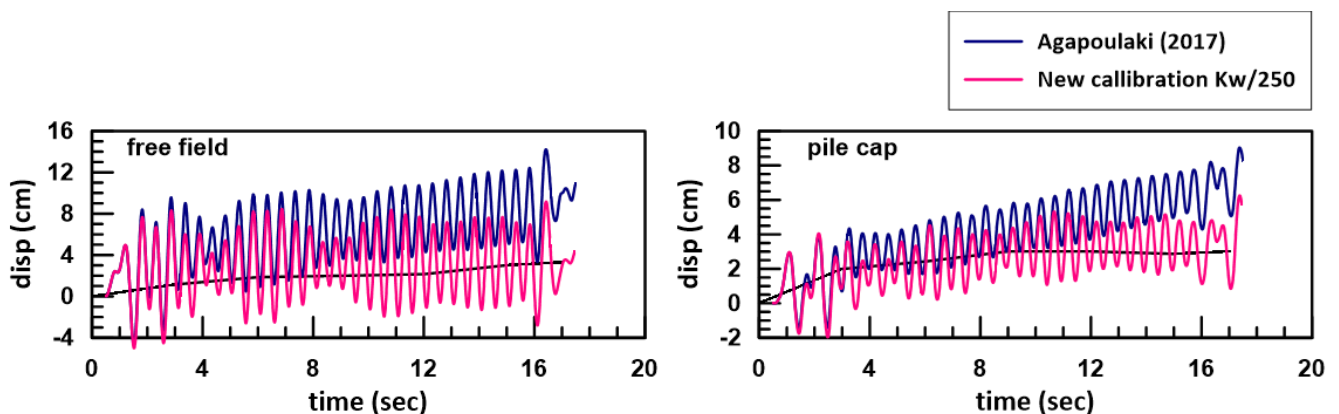 Agapoulaki (2017)
New callibration Kw/250
free field
16
12
8
4
0
-4
disp (cm)
0 4 8 12 16 20
time (sec)
pile cap
10
8
6
4
2
0
-2
disp (cm)
0 4 8 12 16 20
time (sec)